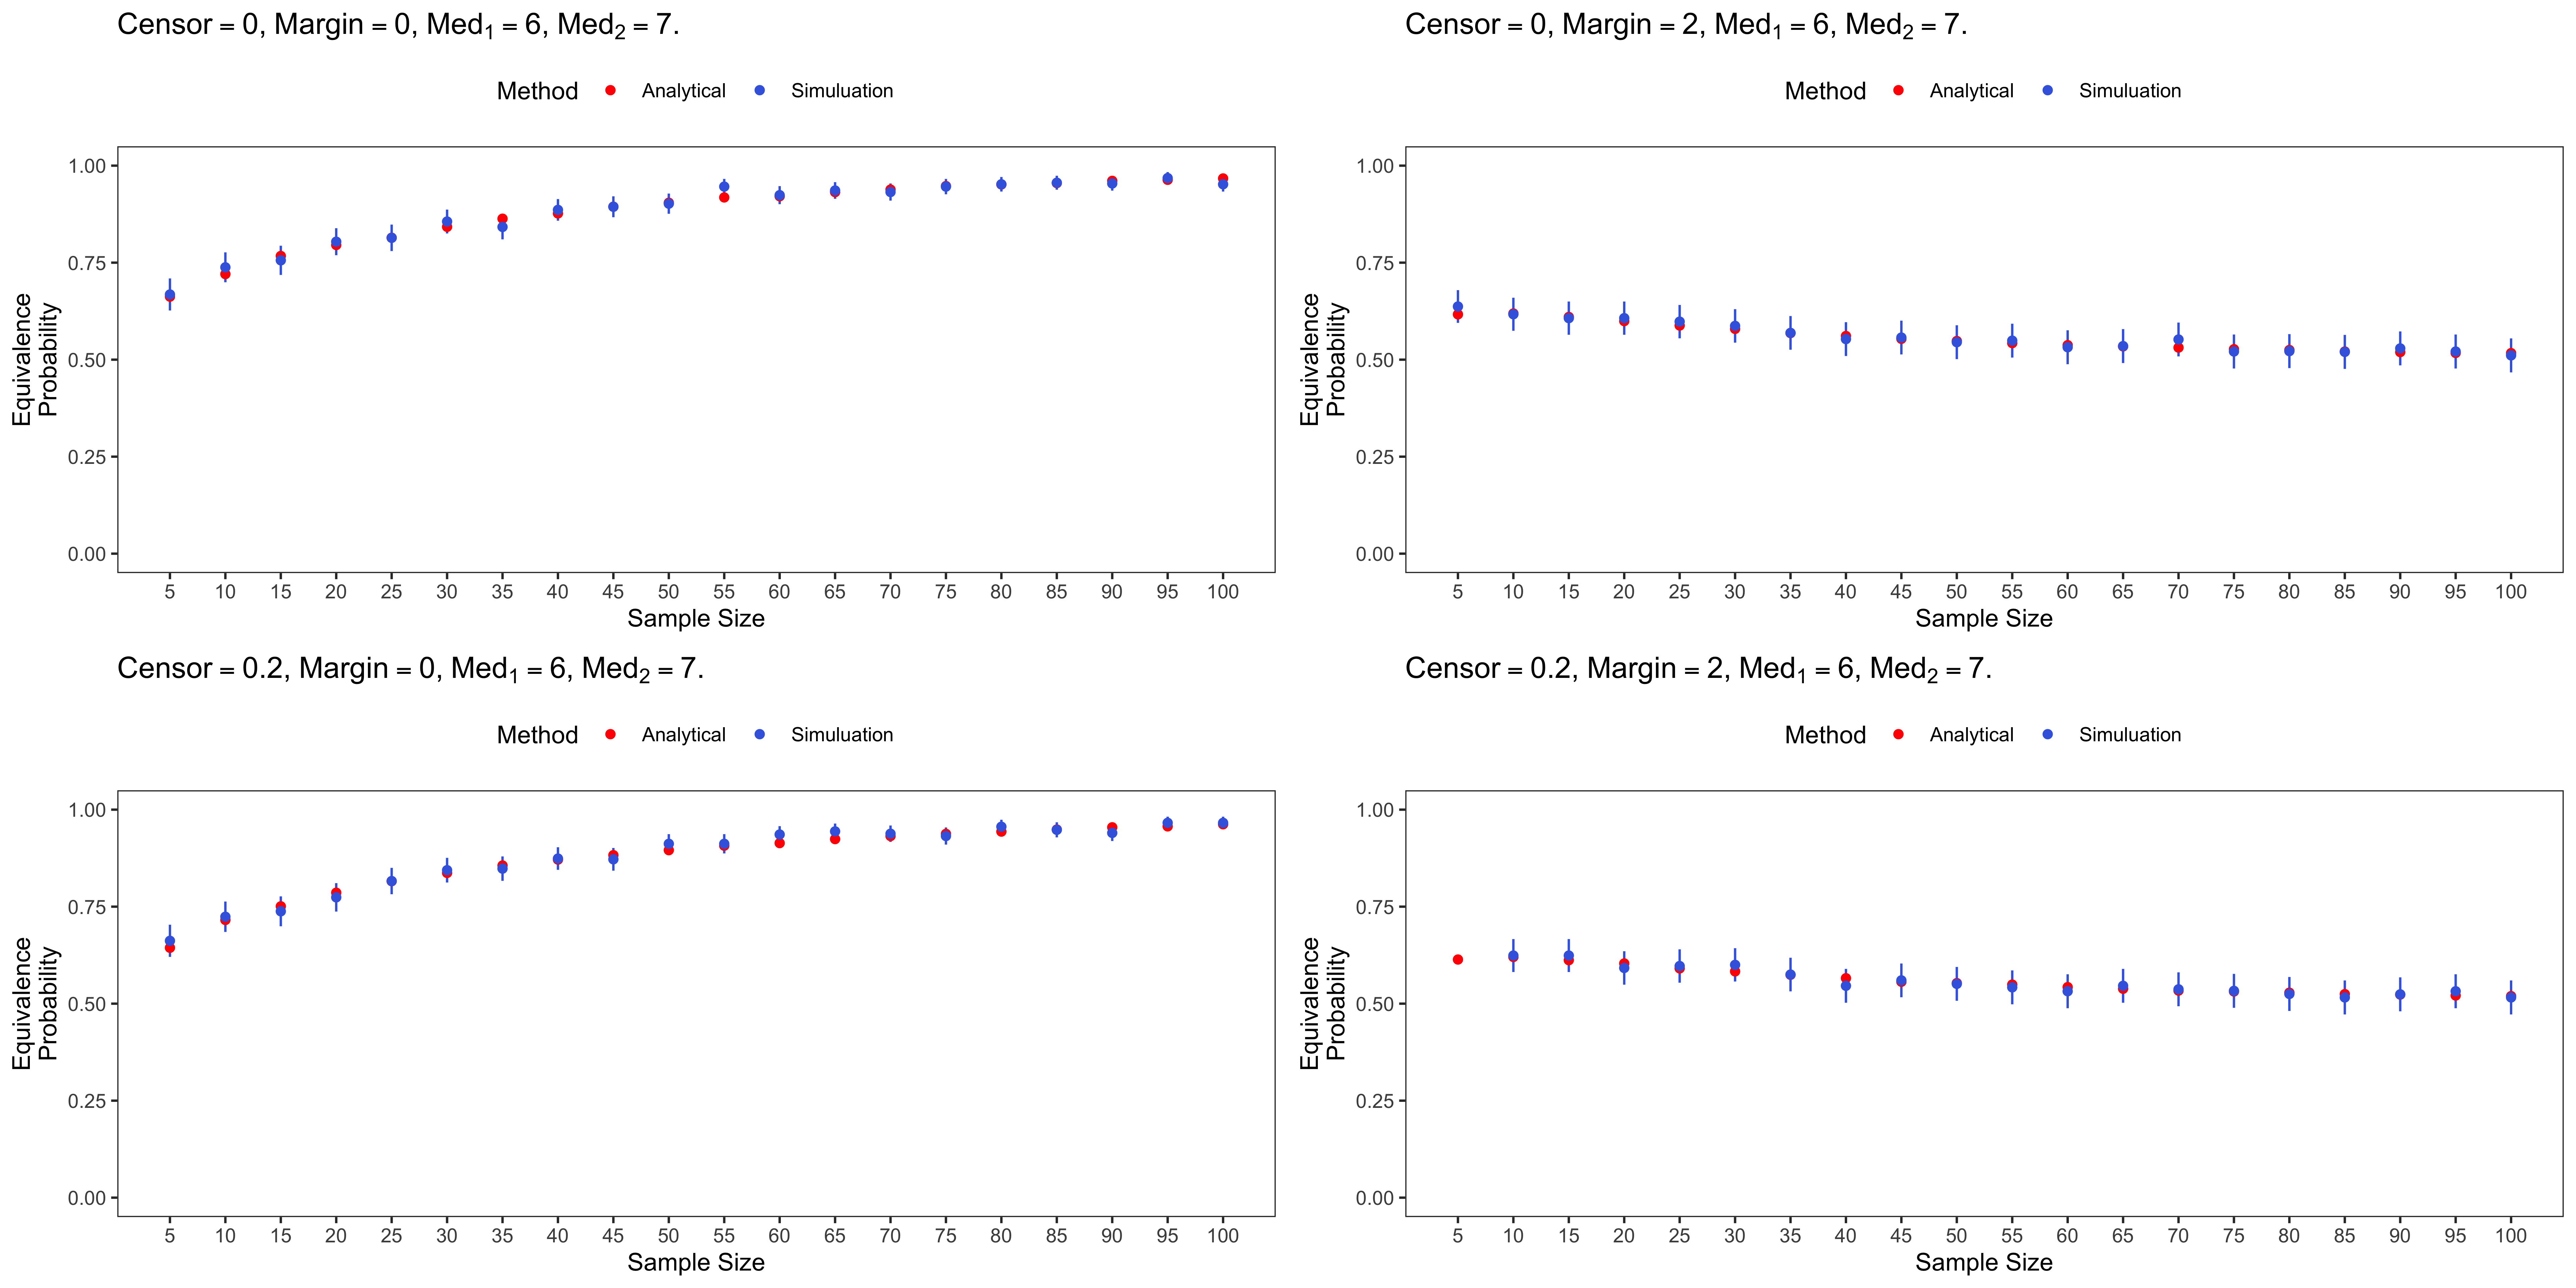 Censor = 0, Margin = 0, Med₁ = 6, Med₂ = 7.
Method Analytical Simuluation
1.00
0.75
0.50
0.25
0.00
Equivalence
Probability
5 10 15 20 25 30 35 40 45 50 55 60 65 70 75 80 85 90 95 100
Sample Size
Censor = 0, Margin = 2, Med₁ = 6, Med₂ = 7.
Method Analytical Simuluation
1.00
0.75
0.50
0.25
0.00
Equivalence
Probability
5 10 15 20 25 30 35 40 45 50 55 60 65 70 75 80 85 90 95 100
Sample Size
Censor = 0.2, Margin = 0, Med₁ = 6, Med₂ = 7.
Method Analytical Simuluation
1.00
0.75
0.50
0.25
0.00
Equivalence
Probability
5 10 15 20 25 30 35 40 45 50 55 60 65 70 75 80 85 90 95 100
Sample Size
Censor = 0.2, Margin = 2, Med₁ = 6, Med₂ = 7.
Method Analytical Simuluation
1.00
0.75
0.50
0.25
0.00
Equivalence
Probability
5 10 15 20 25 30 35 40 45 50 55 60 65 70 75 80 85 90 95 100
Sample Size